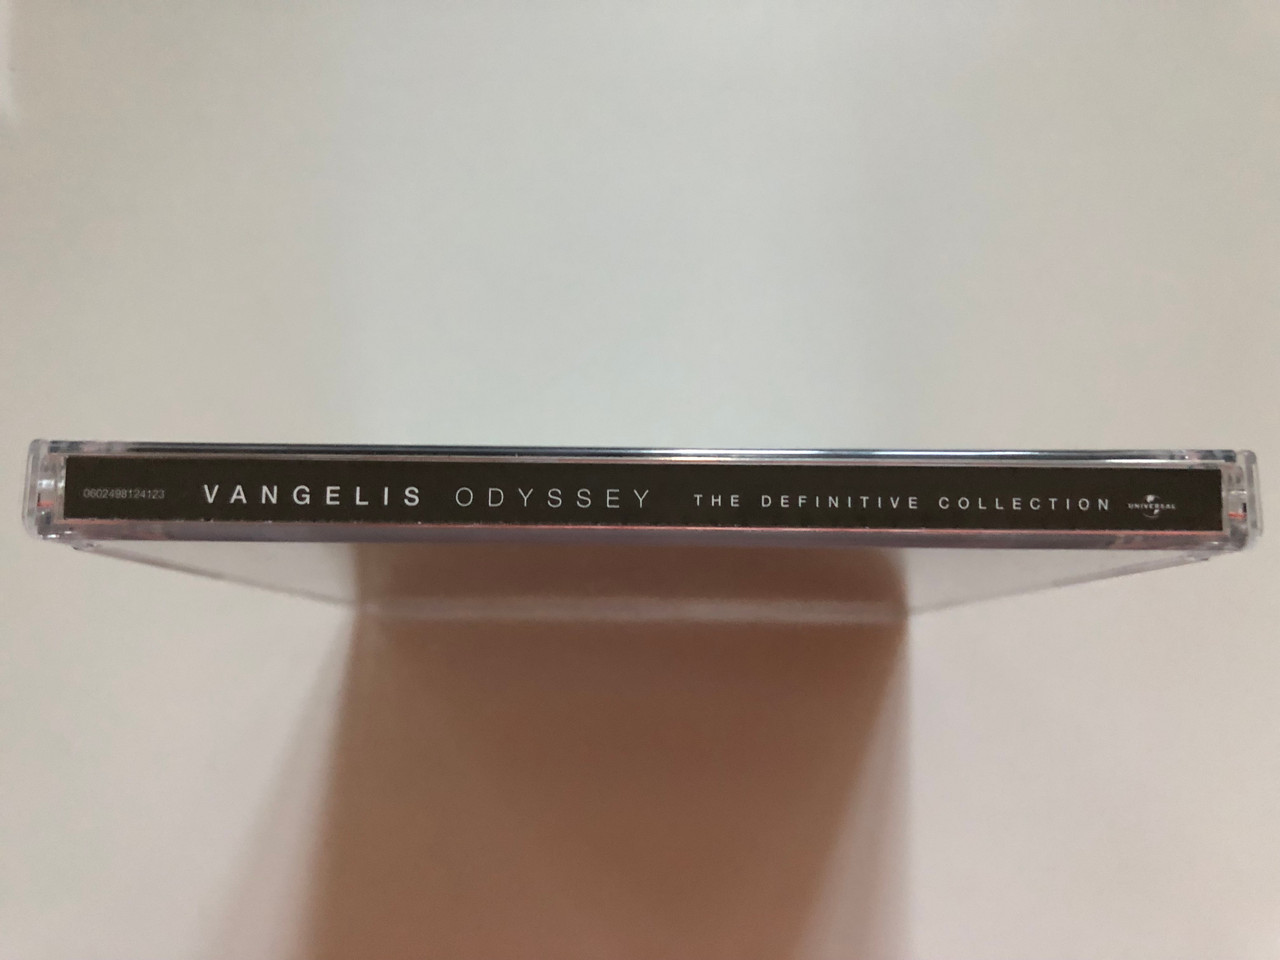 0602498124123 VANGELIS ODYSSEY THE DEFINITIVE COLLECTION UNIVERSAL